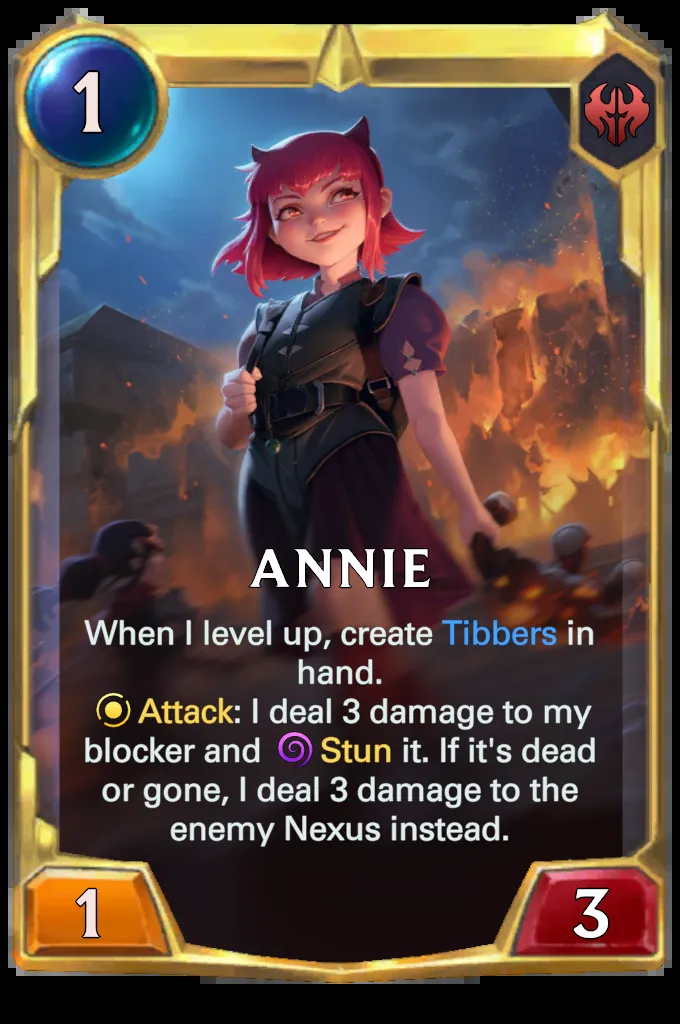 1
ANNIE
When I level up, create Tibbers in
hand.
Attack: I deal 3 damage to my
blocker and Stun it. If it's dead
or gone, I deal 3 damage to the
enemy Nexus instead.
1
3